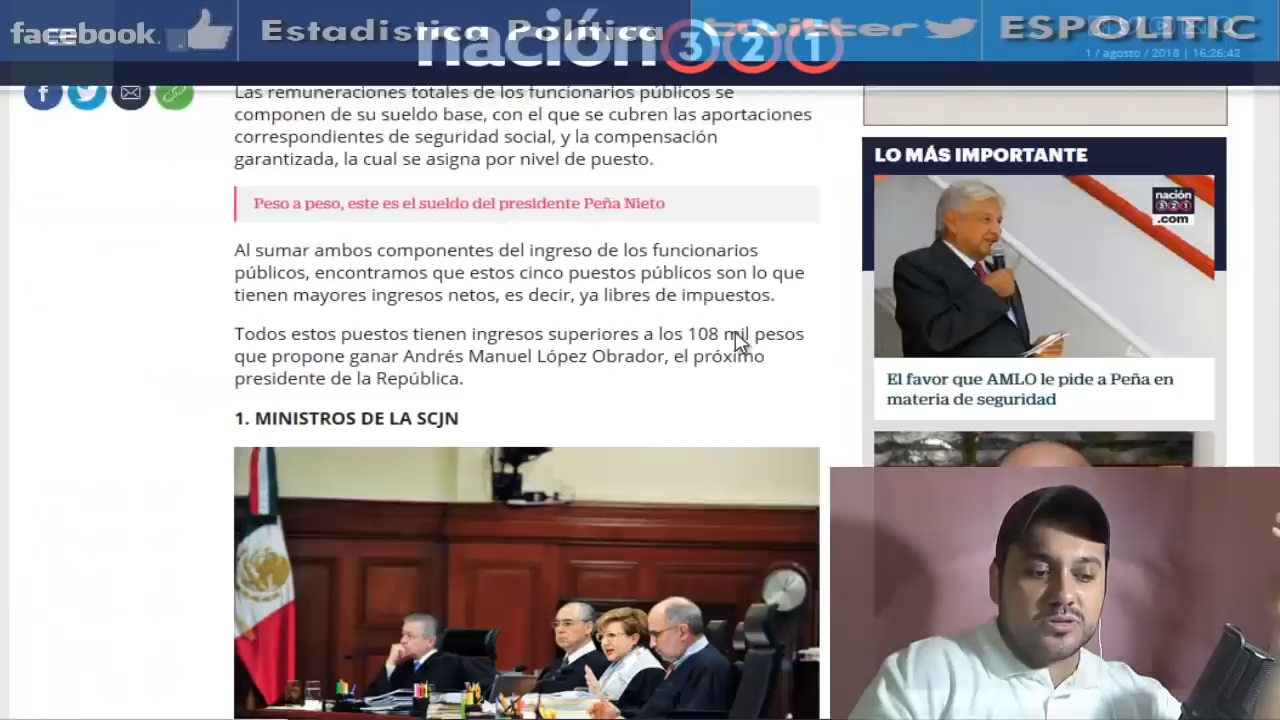 facebook.
Estadistica Política
twitter
ESPOLITIC
nación321
1 / agosto / 2018 | 16:26:42
Las remuneraciones totales de los funcionarios públicos se
componen de su sueldo base, con el que se cubren las aportaciones
correspondientes de seguridad social, y la compensación
garantizada, la cual se asigna por nivel de puesto.
Peso a peso, este es el sueldo del presidente Peña Nieto
Al sumar ambos componentes del ingreso de los funcionarios
públicos, encontramos que estos cinco puestos públicos son lo que
tienen mayores ingresos netos, es decir, ya libres de impuestos.
Todos estos puestos tienen ingresos superiores a los 108 mil pesos
que propone ganar Andrés Manuel López Obrador, el próximo
presidente de la República.
1. MINISTROS DE LA SCJN
LO MÁS IMPORTANTE
nación
321
.com
El favor que AMLO le pide a Peña en
materia de seguridad